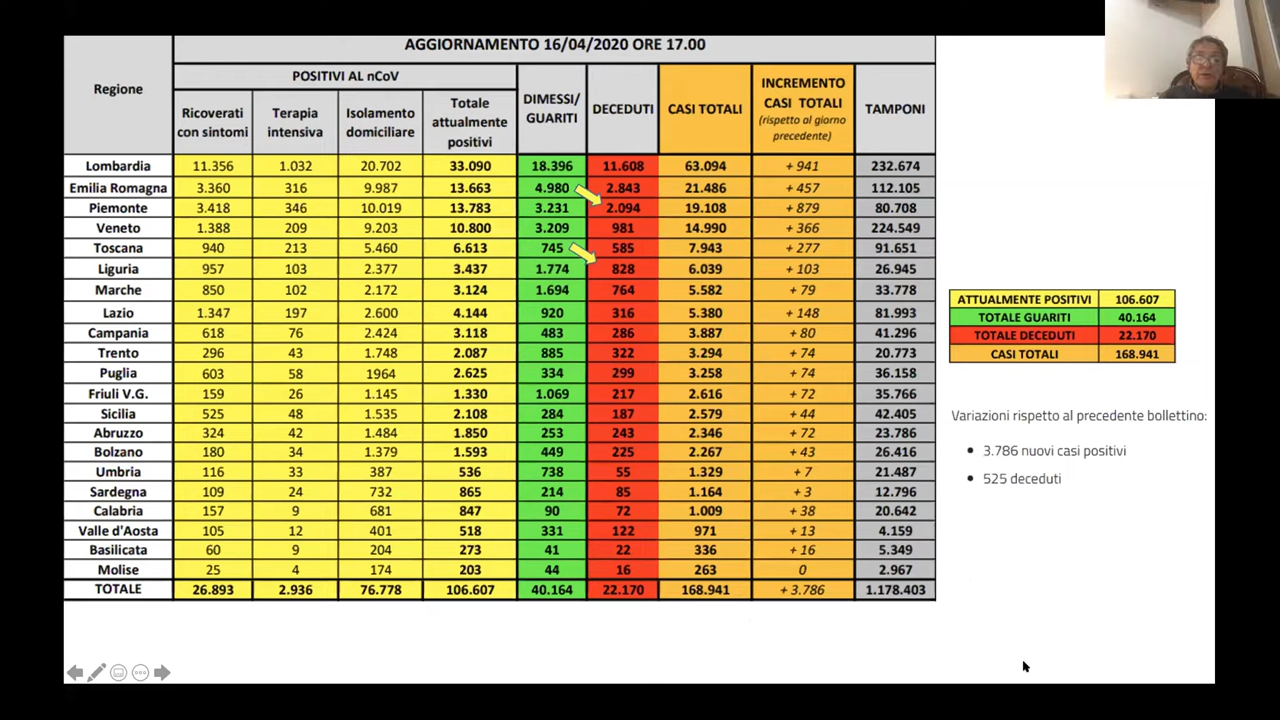 AGGIORNAMENTO 16/04/2020 ORE 17.00
Regione
POSITIVI AL nCoV
Ricoverati con sintomi
Terapia intensiva
Isolamento domiciliare
Totale attualmente positivi
DIMESSI/ GUARITI
DECEDUTI
CASI TOTALI
INCREMENTO CASI TOTALI (rispetto al giorno precedente)
TAMPONI
Lombardia 11.356 1.032 20.702 33.090 18.396 11.608 63.094 + 941 232.674
Emilia Romagna 3.360 316 9.987 13.663 4.980 2.843 21.486 + 457 112.105
Piemonte 3.418 346 10.019 13.783 3.231 2.094 19.108 + 879 80.708
Veneto 1.388 209 9.203 10.800 3.209 981 14.990 + 366 224.549
Toscana 940 213 5.460 6.613 745 585 7.943 + 277 91.651
Liguria 957 103 2.377 3.437 1.774 828 6.039 + 103 26.945
Marche 850 102 2.172 3.124 1.694 764 5.582 + 79 33.778
Lazio 1.347 197 2.600 4.144 920 316 5.380 + 148 81.993
Campania 618 76 2.424 3.118 483 286 3.887 + 80 41.296
Trento 296 43 1.748 2.087 885 322 3.294 + 74 20.773
Puglia 603 58 1964 2.625 334 299 3.258 + 74 36.158
Friuli V.G. 159 26 1.145 1.330 1.069 217 2.616 + 72 35.766
Sicilia 525 48 1.535 2.108 284 187 2.579 + 44 42.405
Abruzzo 324 42 1.484 1.850 253 243 2.346 + 72 23.786
Bolzano 180 34 1.379 1.593 449 225 2.267 + 43 26.416
Umbria 116 33 387 536 738 55 1.329 + 7 21.487
Sardegna 109 24 732 865 214 85 1.164 + 3 12.796
Calabria 157 9 681 847 90 72 1.009 + 38 20.642
Valle d'Aosta 105 12 401 518 331 122 971 + 13 4.159
Basilicata 60 9 204 273 41 22 336 + 16 5.349
Molise 25 4 174 203 44 16 263 0 2.967
TOTALE 26.893 2.936 76.778 106.607 40.164 22.170 168.941 + 3.786 1.178.403
ATTUALMENTE POSITIVI 106.607
TOTALE GUARITI 40.164
TOTALE DECEDUTI 22.170
CASI TOTALI 168.941
Variazioni rispetto al precedente bollettino:
• 3.786 nuovi casi positivi
• 525 deceduti